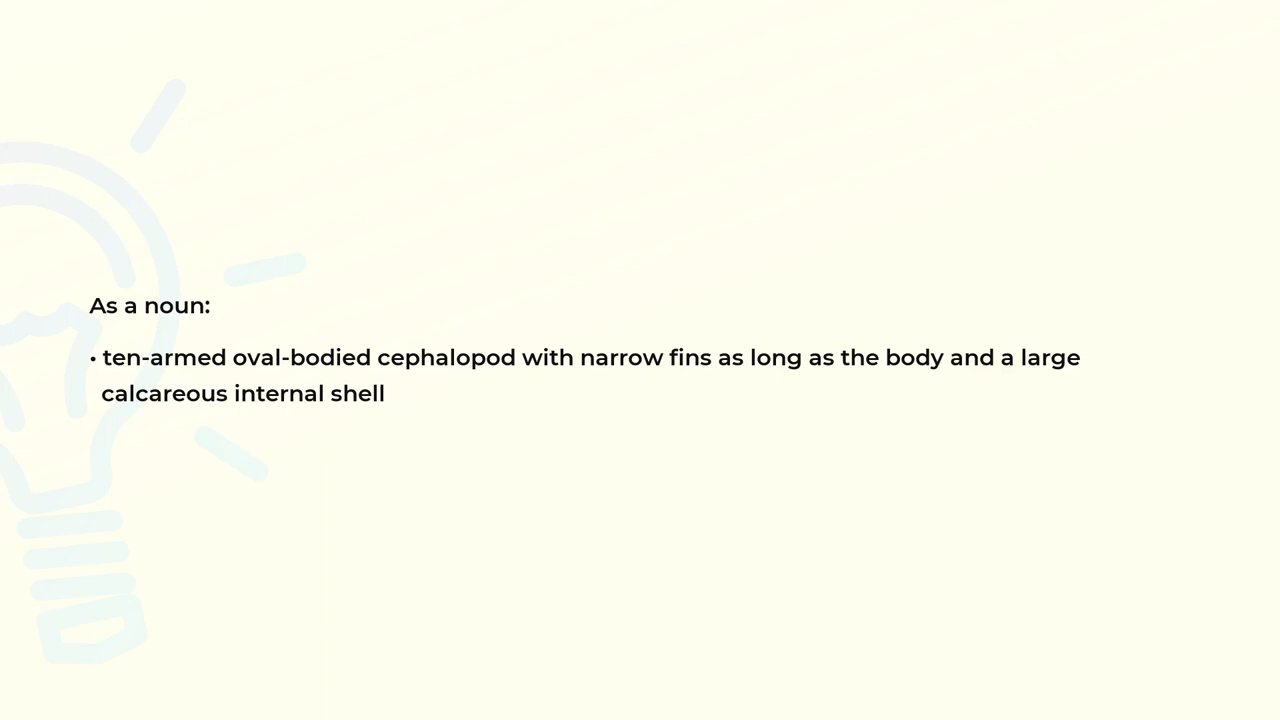 As a noun:
• ten-armed oval-bodied cephalopod with narrow fins as long as the body and a large
calcareous internal shell